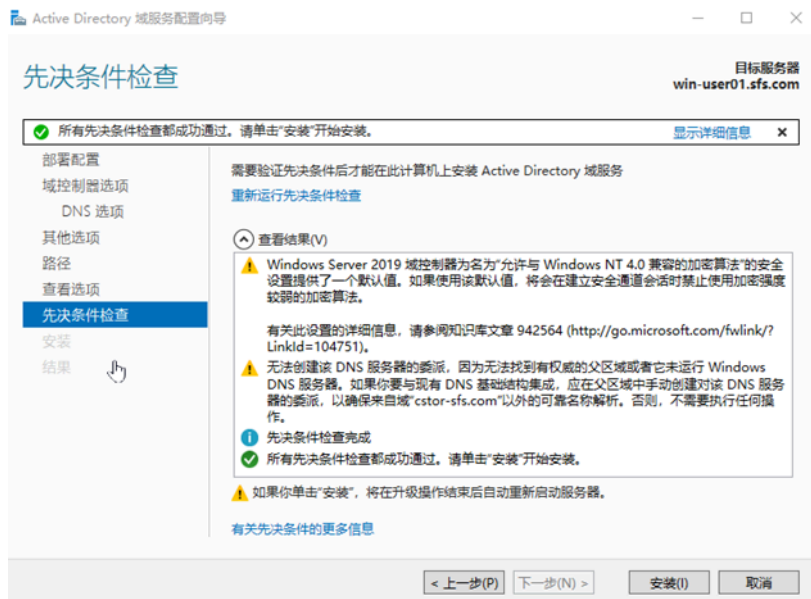 Active Directory 域服务配置向导
先决条件检查
目标服务器
win-user01.sfs.com
所有先决条件检查都成功通过。请单击"安装"开始安装。
显示详细信息
部署配置
域控制器选项
DNS 选项
其他选项
路径
查看选项
先决条件检查
安装
结果
需要验证先决条件后才能在此计算机上安装 Active Directory 域服务
重新运行先决条件检查
查看结果(V)
Windows Server 2019 域控制器为名为"允许与 Windows NT 4.0 兼容的加密算法"的安全
设置提供了一个默认值。如果使用该默认值，将会在建立安全通道会话时禁止使用加密强度
较弱的加密算法。
有关此设置的详细信息，请参阅知识库文章 942564 (http://go.microsoft.com/fwlink/?
LinkId=104751)。
无法创建该 DNS 服务器的委派，因为无法找到有权威的父区域或者它未运行 Windows
DNS 服务器。如果你要与现有 DNS 基础结构集成，应在父区域中手动创建对该 DNS 服务
器的委派，以确保来自域"cstor-sfs.com"以外的可靠名称解析。否则，不需要执行任何操
作。
先决条件检查完成
所有先决条件检查都成功通过。请单击"安装"开始安装。
如果你单击"安装"，将在升级操作结束后自动重新启动服务器。
有关先决条件的更多信息
< 上一步(P)
下一步(N) >
安装(I)
取消